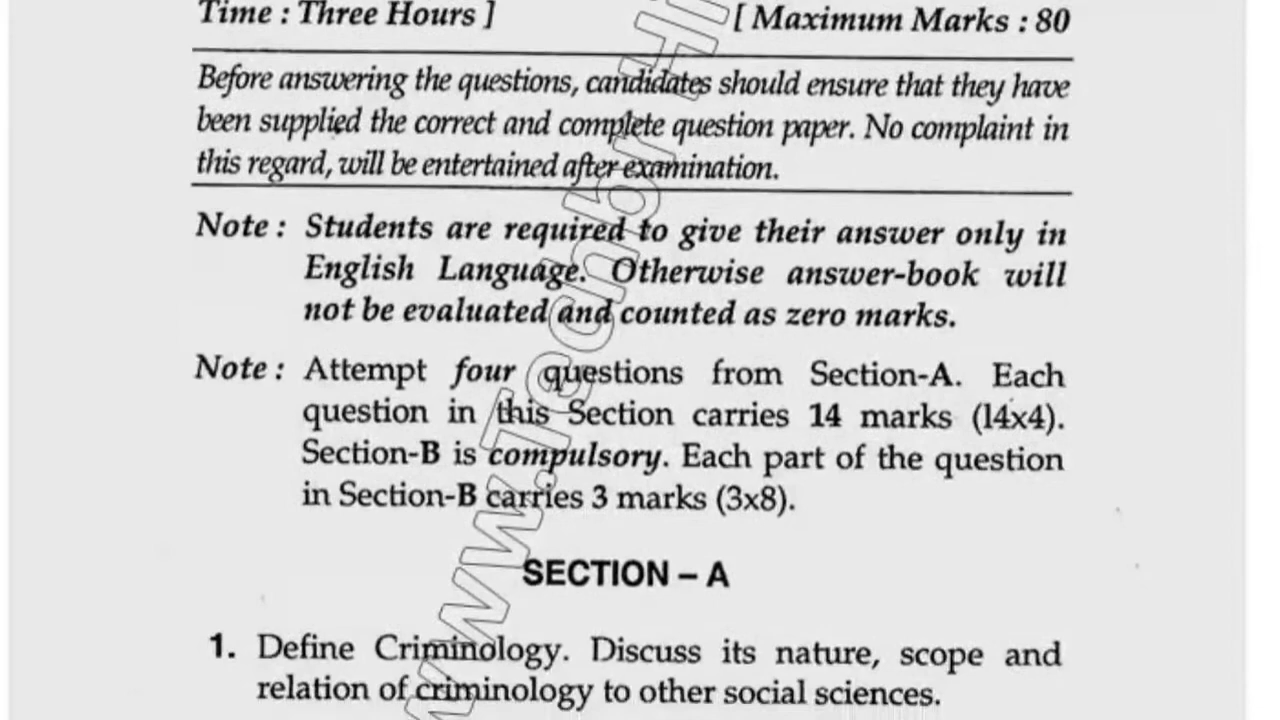 Time : Three Hours ] [ Maximum Marks : 80
Before answering the questions, candidates should ensure that they have
been supplied the correct and complete question paper. No complaint in
this regard, will be entertained after examination.
Note : Students are required to give their answer only in
English Language. Otherwise answer-book will
not be evaluated and counted as zero marks.
Note : Attempt four questions from Section-A. Each
question in this Section carries 14 marks (14x4).
Section-B is compulsory. Each part of the question
in Section-B carries 3 marks (3x8).
SECTION – A
1. Define Criminology. Discuss its nature, scope and
relation of criminology to other social sciences.